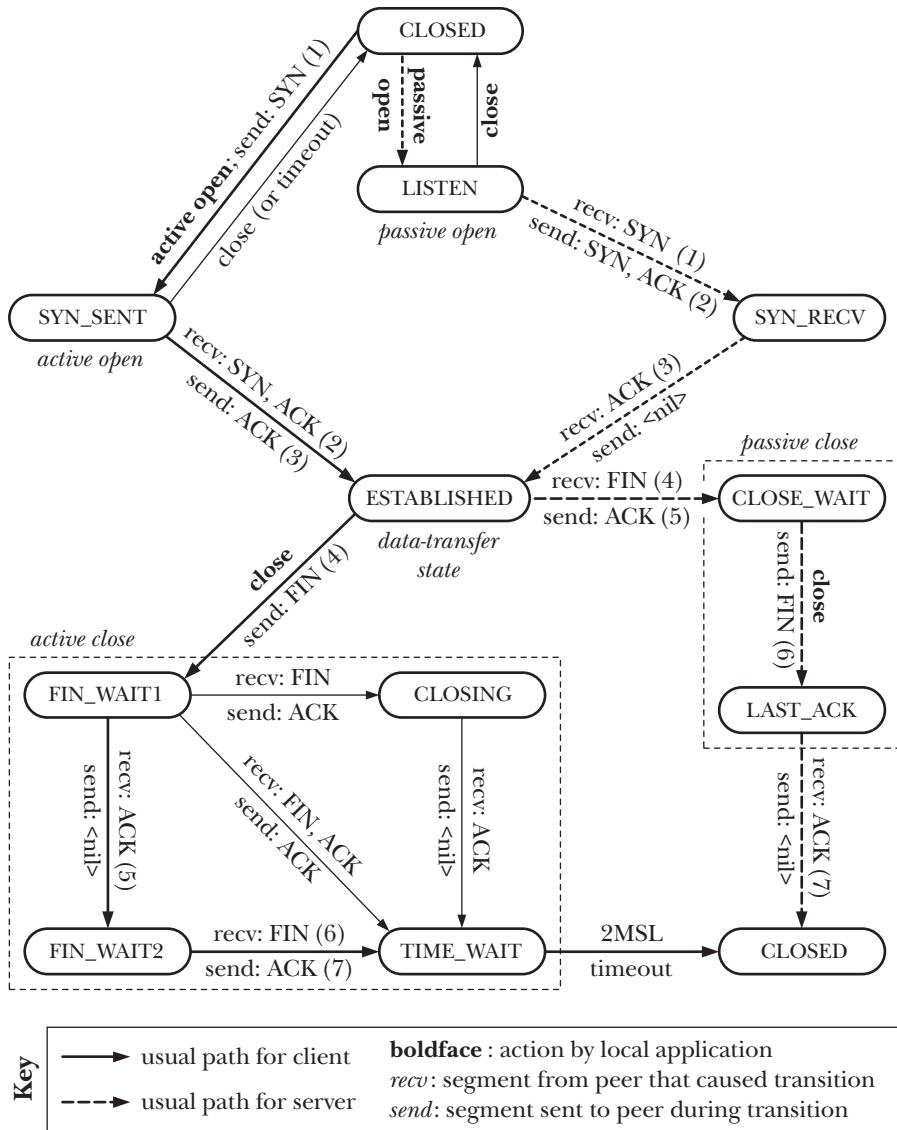 CLOSED
active open; send: SYN (1)
close (or timeout)
passive
open
close
LISTEN
passive open
recv: SYN (1)
send: SYN, ACK (2)
SYN_SENT
active open
SYN_RECV
recv: SYN, ACK (2)
send: ACK (3)
recv: ACK (3)
send: <nil>
ESTABLISHED
data-transfer
state
recv: FIN (4)
send: ACK (5)
passive close
CLOSE_WAIT
close
send: FIN (6)
LAST_ACK
close
send: FIN (4)
active close
FIN_WAIT1
recv: FIN
send: ACK
CLOSING
recv: ACK (5)
send: <nil>
recv: FIN, ACK
send: ACK
recv: ACK
send: <nil>
recv: ACK (7)
send: <nil>
FIN_WAIT2
recv: FIN (6)
send: ACK (7)
TIME_WAIT
2MSL
timeout
CLOSED
Key
usual path for client
usual path for server
boldface : action by local application
recv: segment from peer that caused transition
send: segment sent to peer during transition